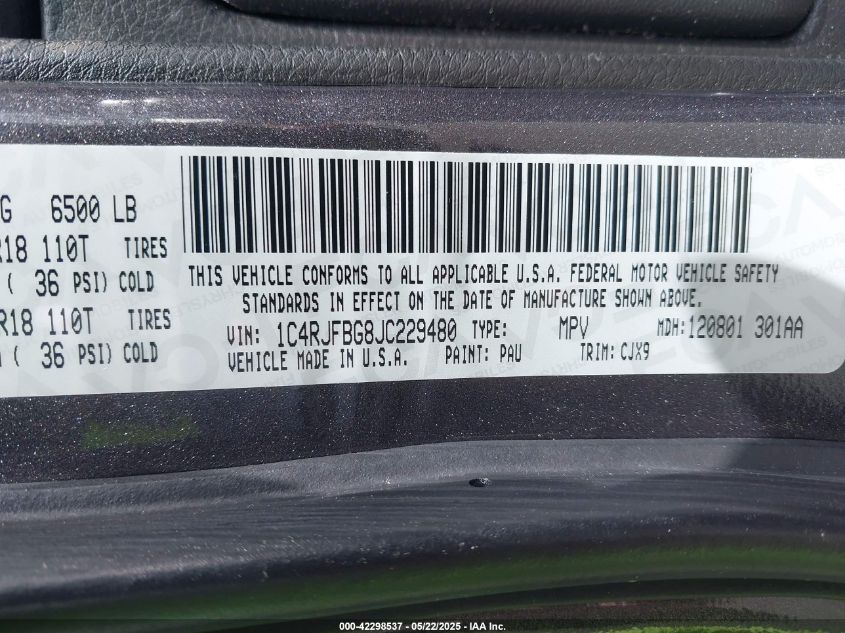 G 6500 LB
R18 110T TIRES
( 36 PSI) COLD
R18 110T TIRES
( 36 PSI) COLD
THIS VEHICLE CONFORMS TO ALL APPLICABLE U.S.A. FEDERAL MOTOR VEHICLE SAFETY
STANDARDS IN EFFECT ON THE DATE OF MANUFACTURE SHOWN ABOVE.
VIN: 1C4RJFBG8JC229480 TYPE: MPV MDH:120801 301AA
VEHICLE MADE IN U.S.A. PAINT: PAU TRIM: CJX9
000-42298537 - 05/22/2025 - IAA Inc.